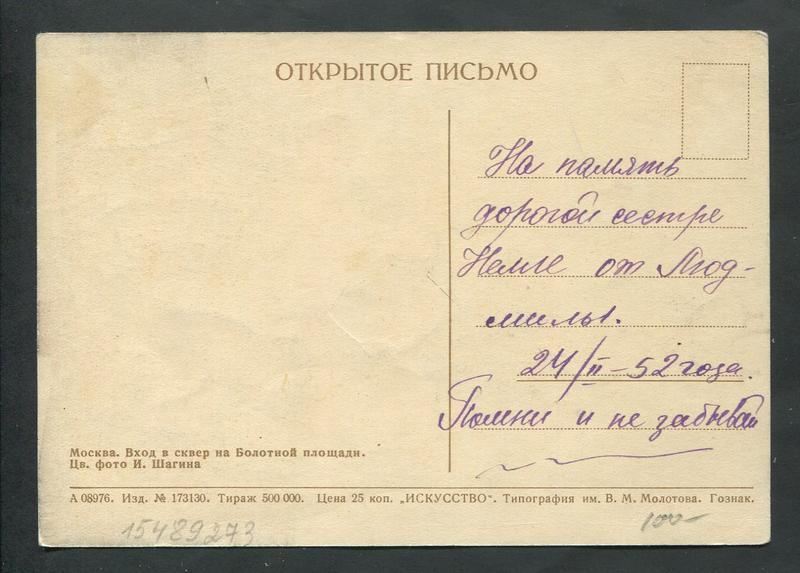 ОТКРЫТОЕ ПИСЬМО
На память
дорогой сестре
от Люд-
милы.
24/II–52 года.
Помни и не забывай
Москва. Вход в сквер на Болотной площади.
Цв. фото И. Шагина
А 08976. Изд. № 173130. Тираж 500 000. Цена 25 коп. „ИСКУССТВО“. Типография им. В. М. Молотова. Гознак.
15489273
100–